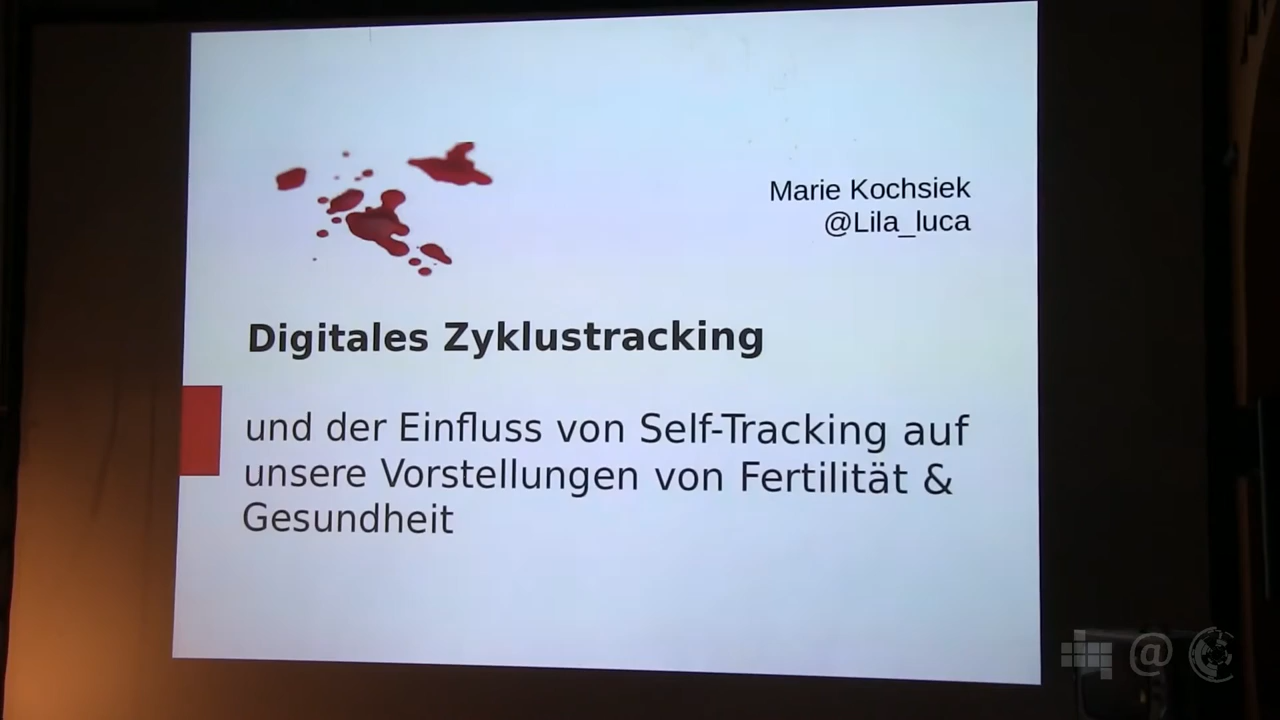 Marie Kochsiek
@Lila_luca
Digitales Zyklustracking
und der Einfluss von Self-Tracking auf
unsere Vorstellungen von Fertilität &
Gesundheit
@